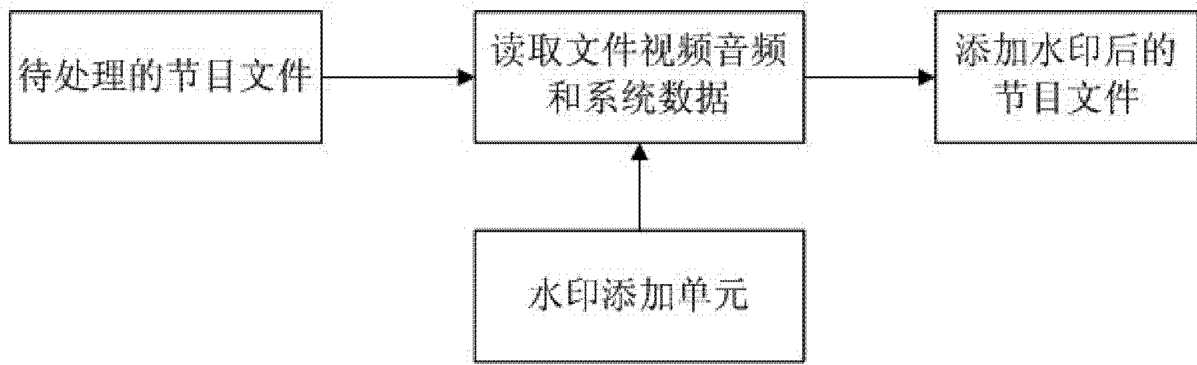 待处理的节目文件
读取文件视频音频
和系统数据
添加水印后的
节目文件
水印添加单元